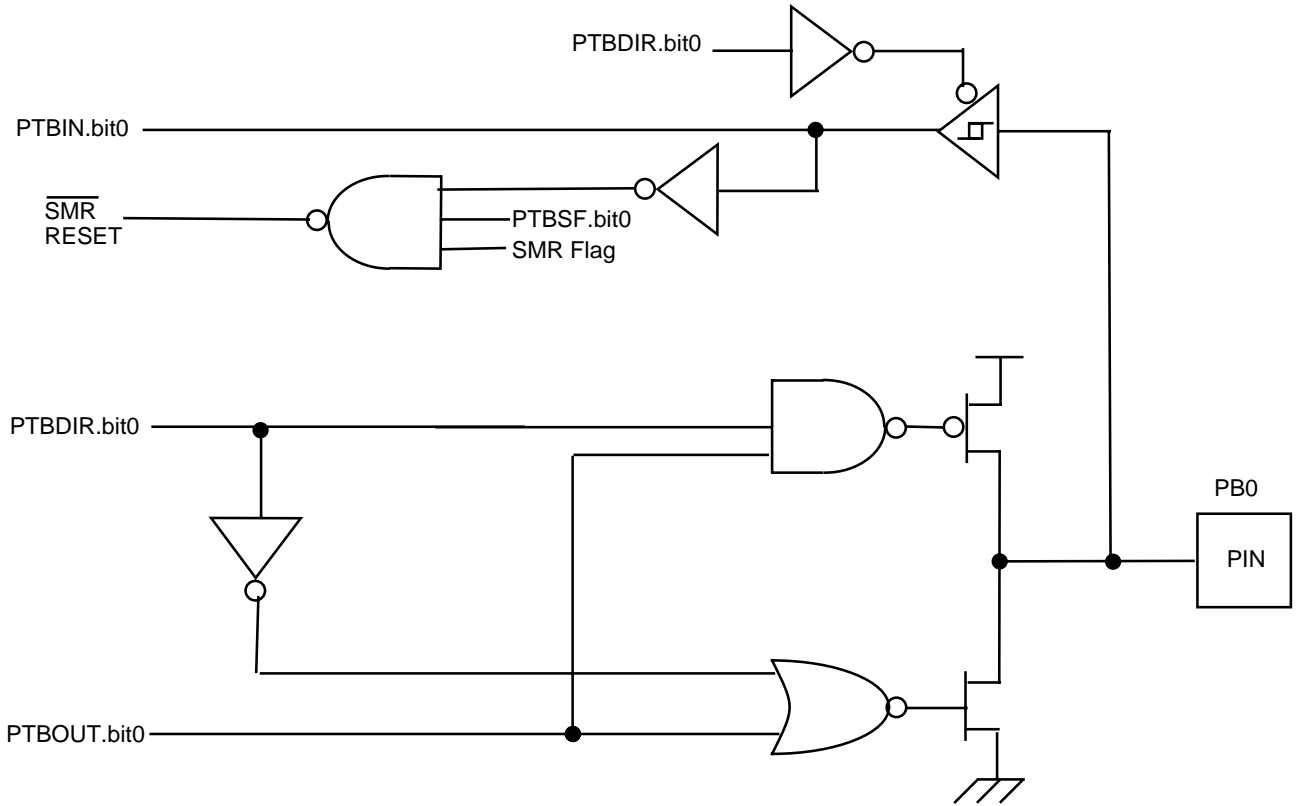 PTBDIR.bit0
PTBIN.bit0
SMR
RESET
PTBSF.bit0
SMR Flag
PTBDIR.bit0
PB0
PIN
PTBOUT.bit0